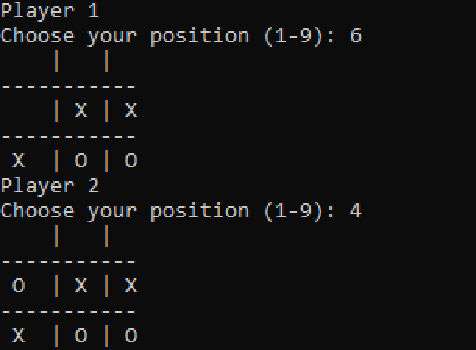 Player 1
Choose your position (1-9): 6
    |   |
-----------
    | X | X
-----------
 X  | O | O
Player 2
Choose your position (1-9): 4
    |   |
-----------
 O  | X | X
-----------
 X  | O | O